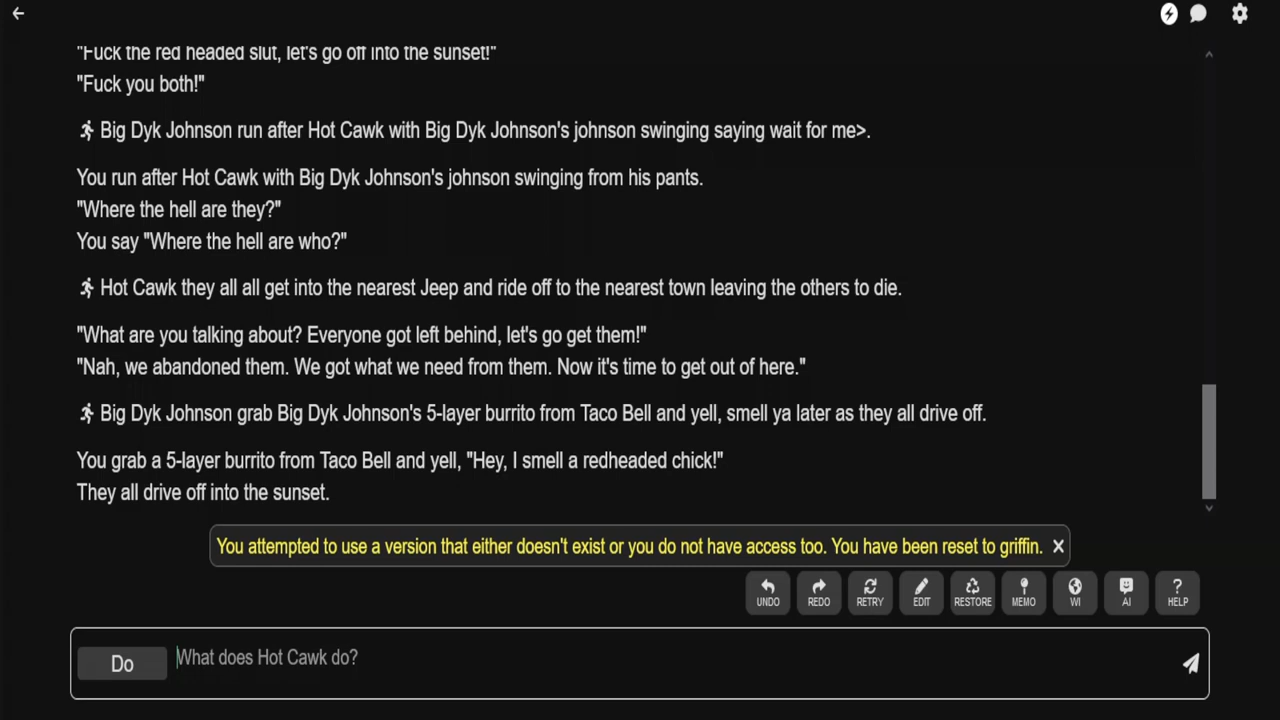 "Fuck the red headed slut, let's go off into the sunset!"
"Fuck you both!"
Big Dyk Johnson run after Hot Cawk with Big Dyk Johnson's johnson swinging saying wait for me>.
You run after Hot Cawk with Big Dyk Johnson's johnson swinging from his pants.
"Where the hell are they?"
You say "Where the hell are who?"
Hot Cawk they all all get into the nearest Jeep and ride off to the nearest town leaving the others to die.
"What are you talking about? Everyone got left behind, let's go get them!"
"Nah, we abandoned them. We got what we need from them. Now it's time to get out of here."
Big Dyk Johnson grab Big Dyk Johnson's 5-layer burrito from Taco Bell and yell, smell ya later as they all drive off.
You grab a 5-layer burrito from Taco Bell and yell, "Hey, I smell a redheaded chick!"
They all drive off into the sunset.
You attempted to use a version that either doesn't exist or you do not have access too. You have been reset to griffin.
UNDO REDO RETRY EDIT RESTORE MEMO WI AI HELP
Do What does Hot Cawk do?